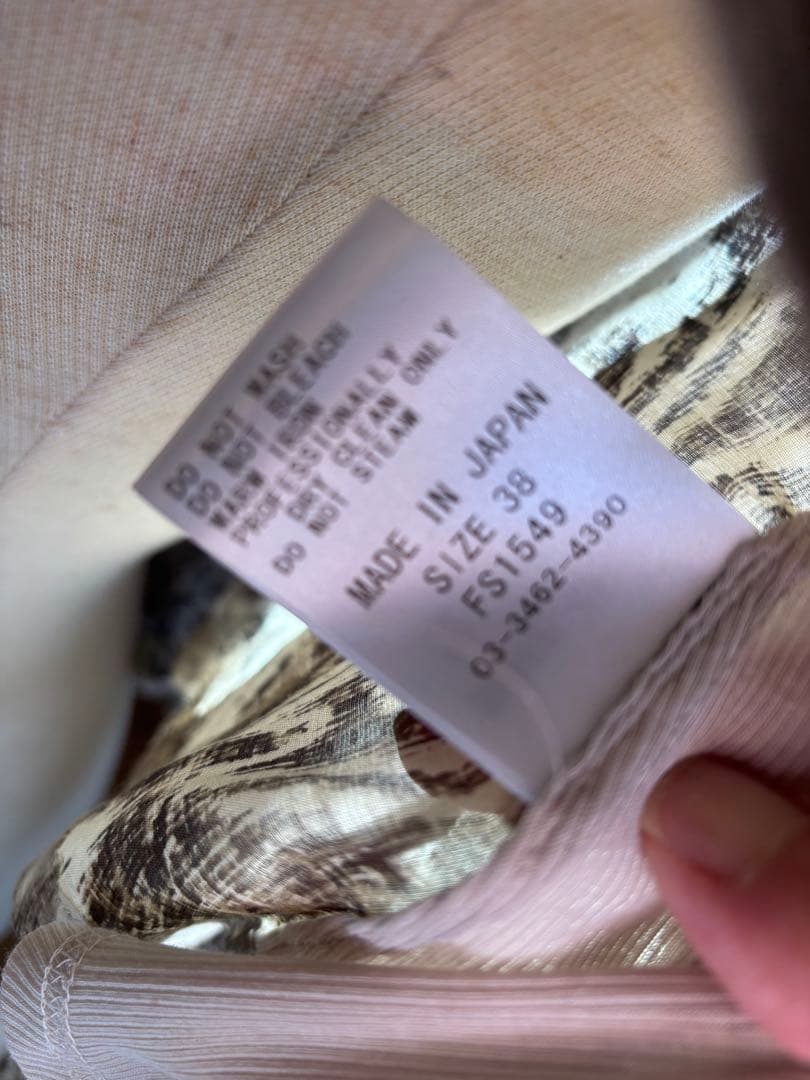 DO NOT WASH
DO NOT BLEACH
WARM IRON
PROFESSIONALLY
DRY CLEAN ONLY
DO NOT STEAM
MADE IN JAPAN
SIZE 38
FS1549
03-3462-4390